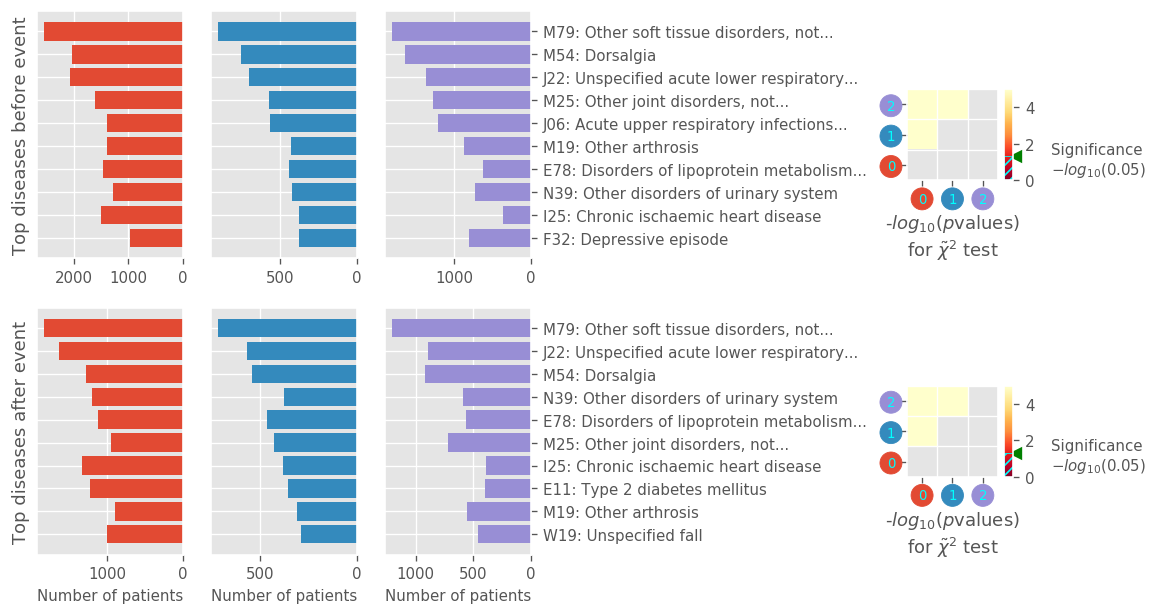 Top diseases before event
M79: Other soft tissue disorders, not...
M54: Dorsalgia
J22: Unspecified acute lower respiratory...
M25: Other joint disorders, not...
J06: Acute upper respiratory infections...
M19: Other arthrosis
E78: Disorders of lipoprotein metabolism...
N39: Other disorders of urinary system
I25: Chronic ischaemic heart disease
F32: Depressive episode
2000 1000 0
500 0
1000 0
2
1
0
0 1 2
4
2
0
Significance
−log₁₀(0.05)
-log₁₀(pvalues)
for χ̃² test
Top diseases after event
M79: Other soft tissue disorders, not...
J22: Unspecified acute lower respiratory...
M54: Dorsalgia
N39: Other disorders of urinary system
E78: Disorders of lipoprotein metabolism...
M25: Other joint disorders, not...
I25: Chronic ischaemic heart disease
E11: Type 2 diabetes mellitus
M19: Other arthrosis
W19: Unspecified fall
1000 0
500 0
1000 500 0
Number of patients
Number of patients
Number of patients
2
1
0
0 1 2
4
2
0
Significance
−log₁₀(0.05)
-log₁₀(pvalues)
for χ̃² test